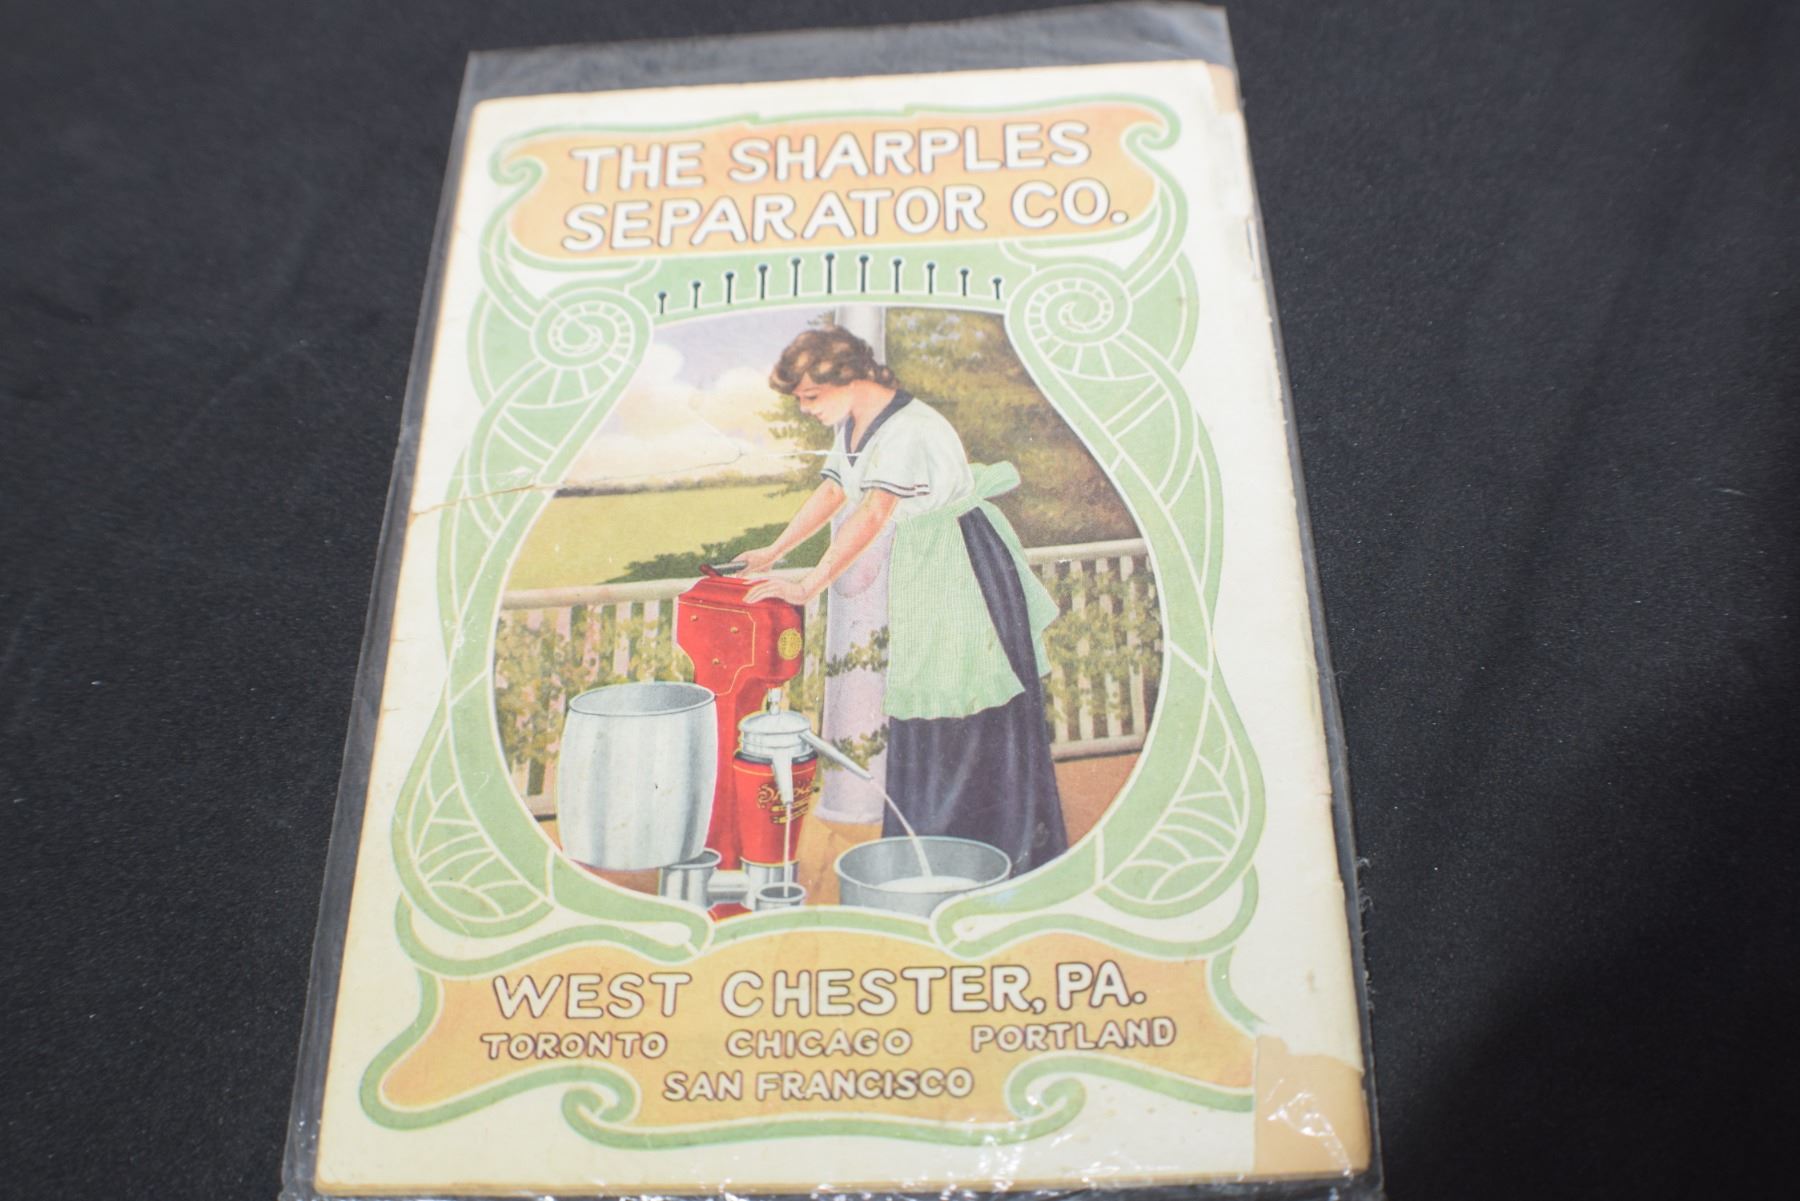 THE SHARPLES
SEPARATOR CO.
WEST CHESTER, PA.
TORONTO CHICAGO PORTLAND
SAN FRANCISCO